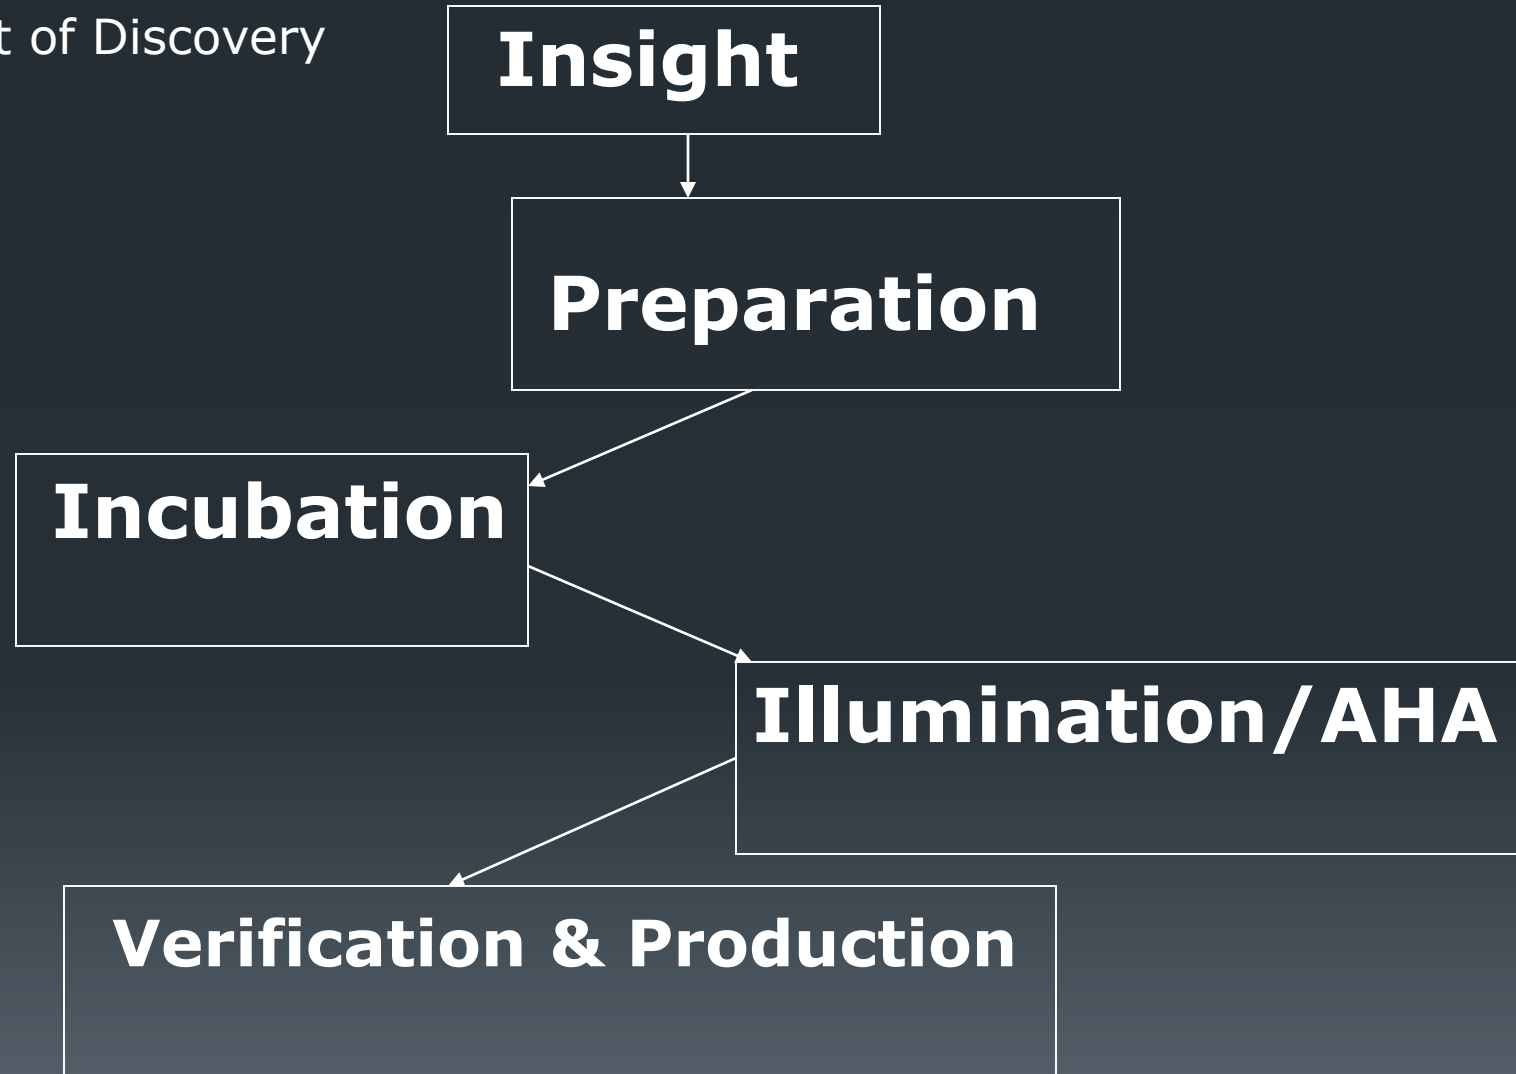 t of Discovery
Insight
Preparation
Incubation
Illumination/AHA
Verification & Production